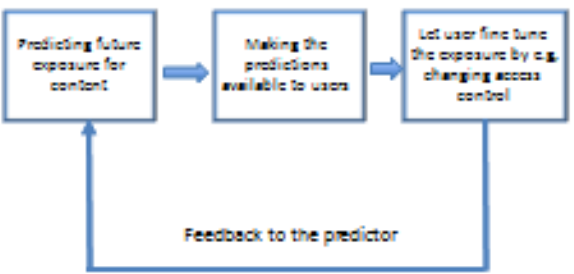 Predicting future
exposure for
content
Making the
predictions
available to users
Let user fine tune
the exposure by e.g.
changing access
control
Feedback to the predictor